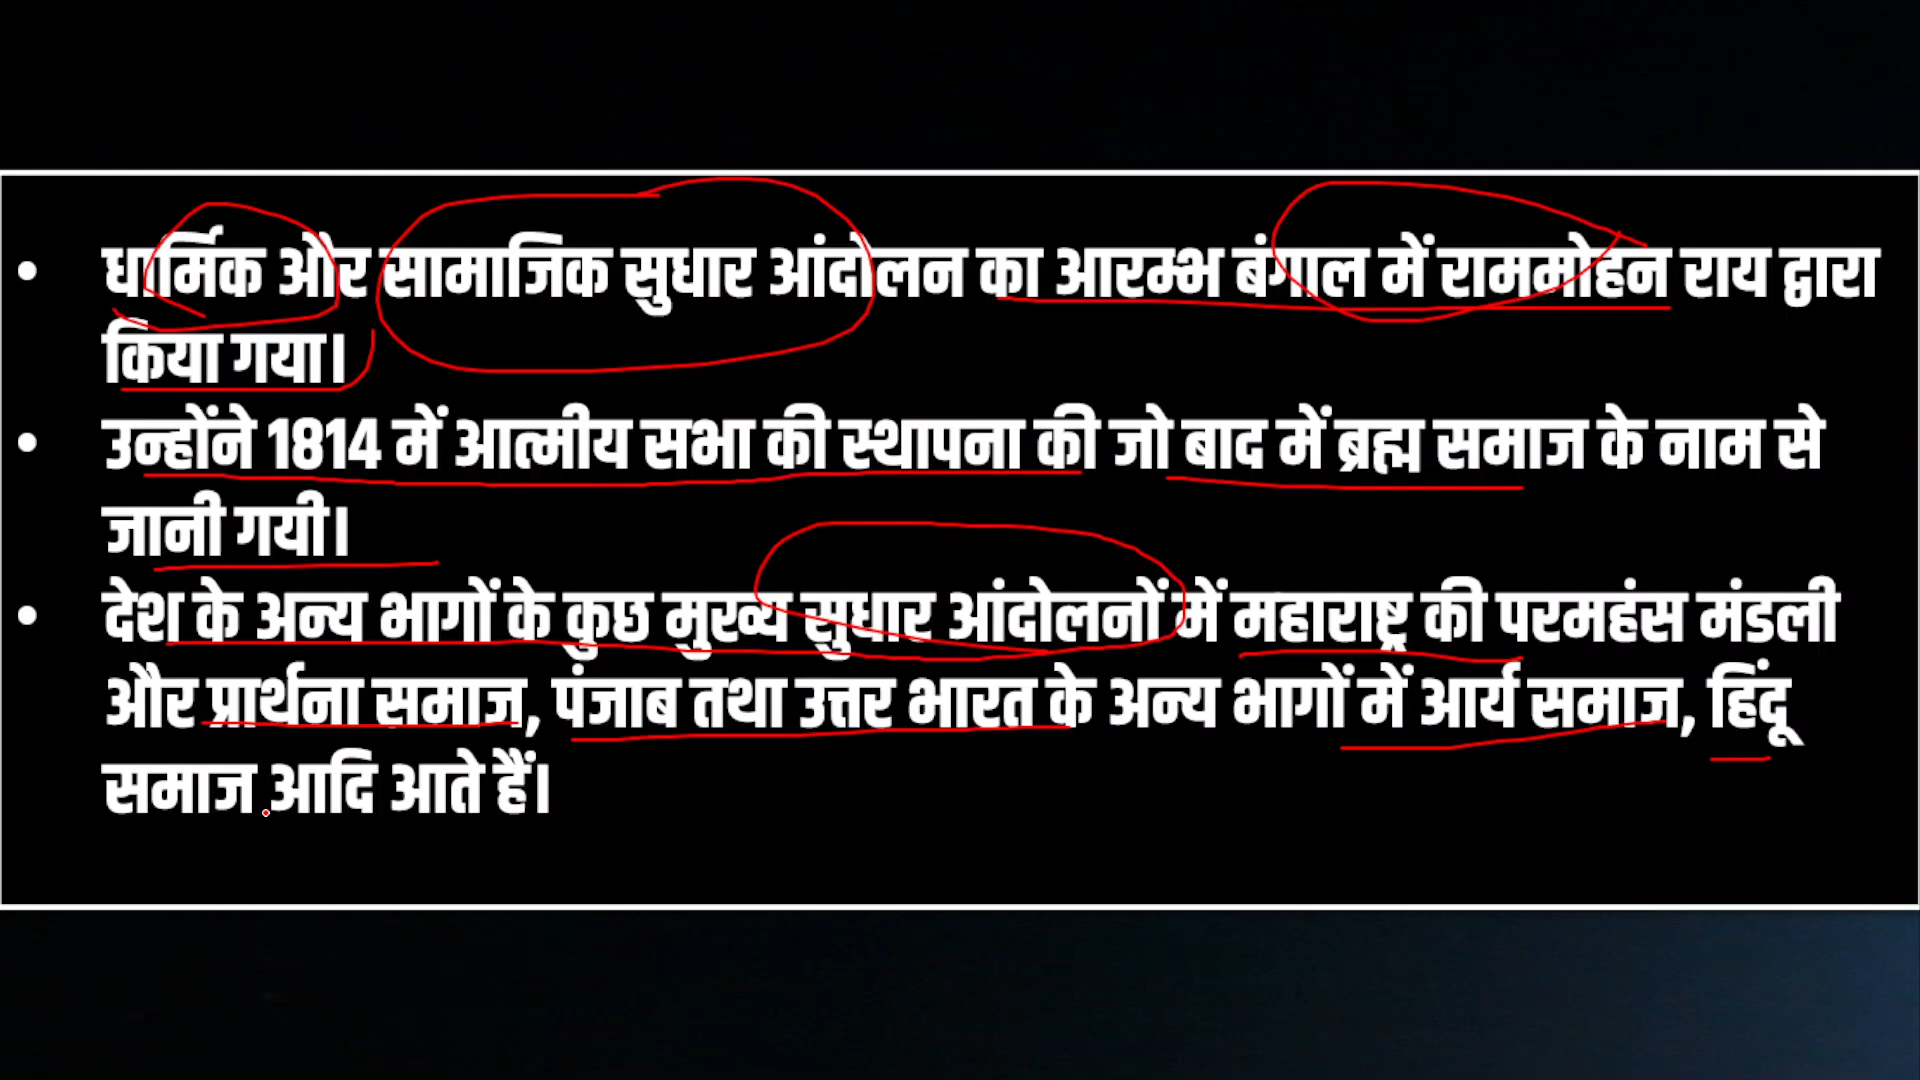 • धार्मिक और सामाजिक सुधार आंदोलन का आरम्भ बंगाल में राममोहन राय द्वारा
किया गया।
• उन्होंने 1814 में आत्मीय सभा की स्थापना की जो बाद में ब्रह्म समाज के नाम से
जानी गयी।
• देश के अन्य भागों के कुछ मुख्य सुधार आंदोलनों में महाराष्ट्र की परमहंस मंडली
और प्रार्थना समाज, पंजाब तथा उत्तर भारत के अन्य भागों में आर्य समाज, हिंदू
समाज आदि आते हैं।